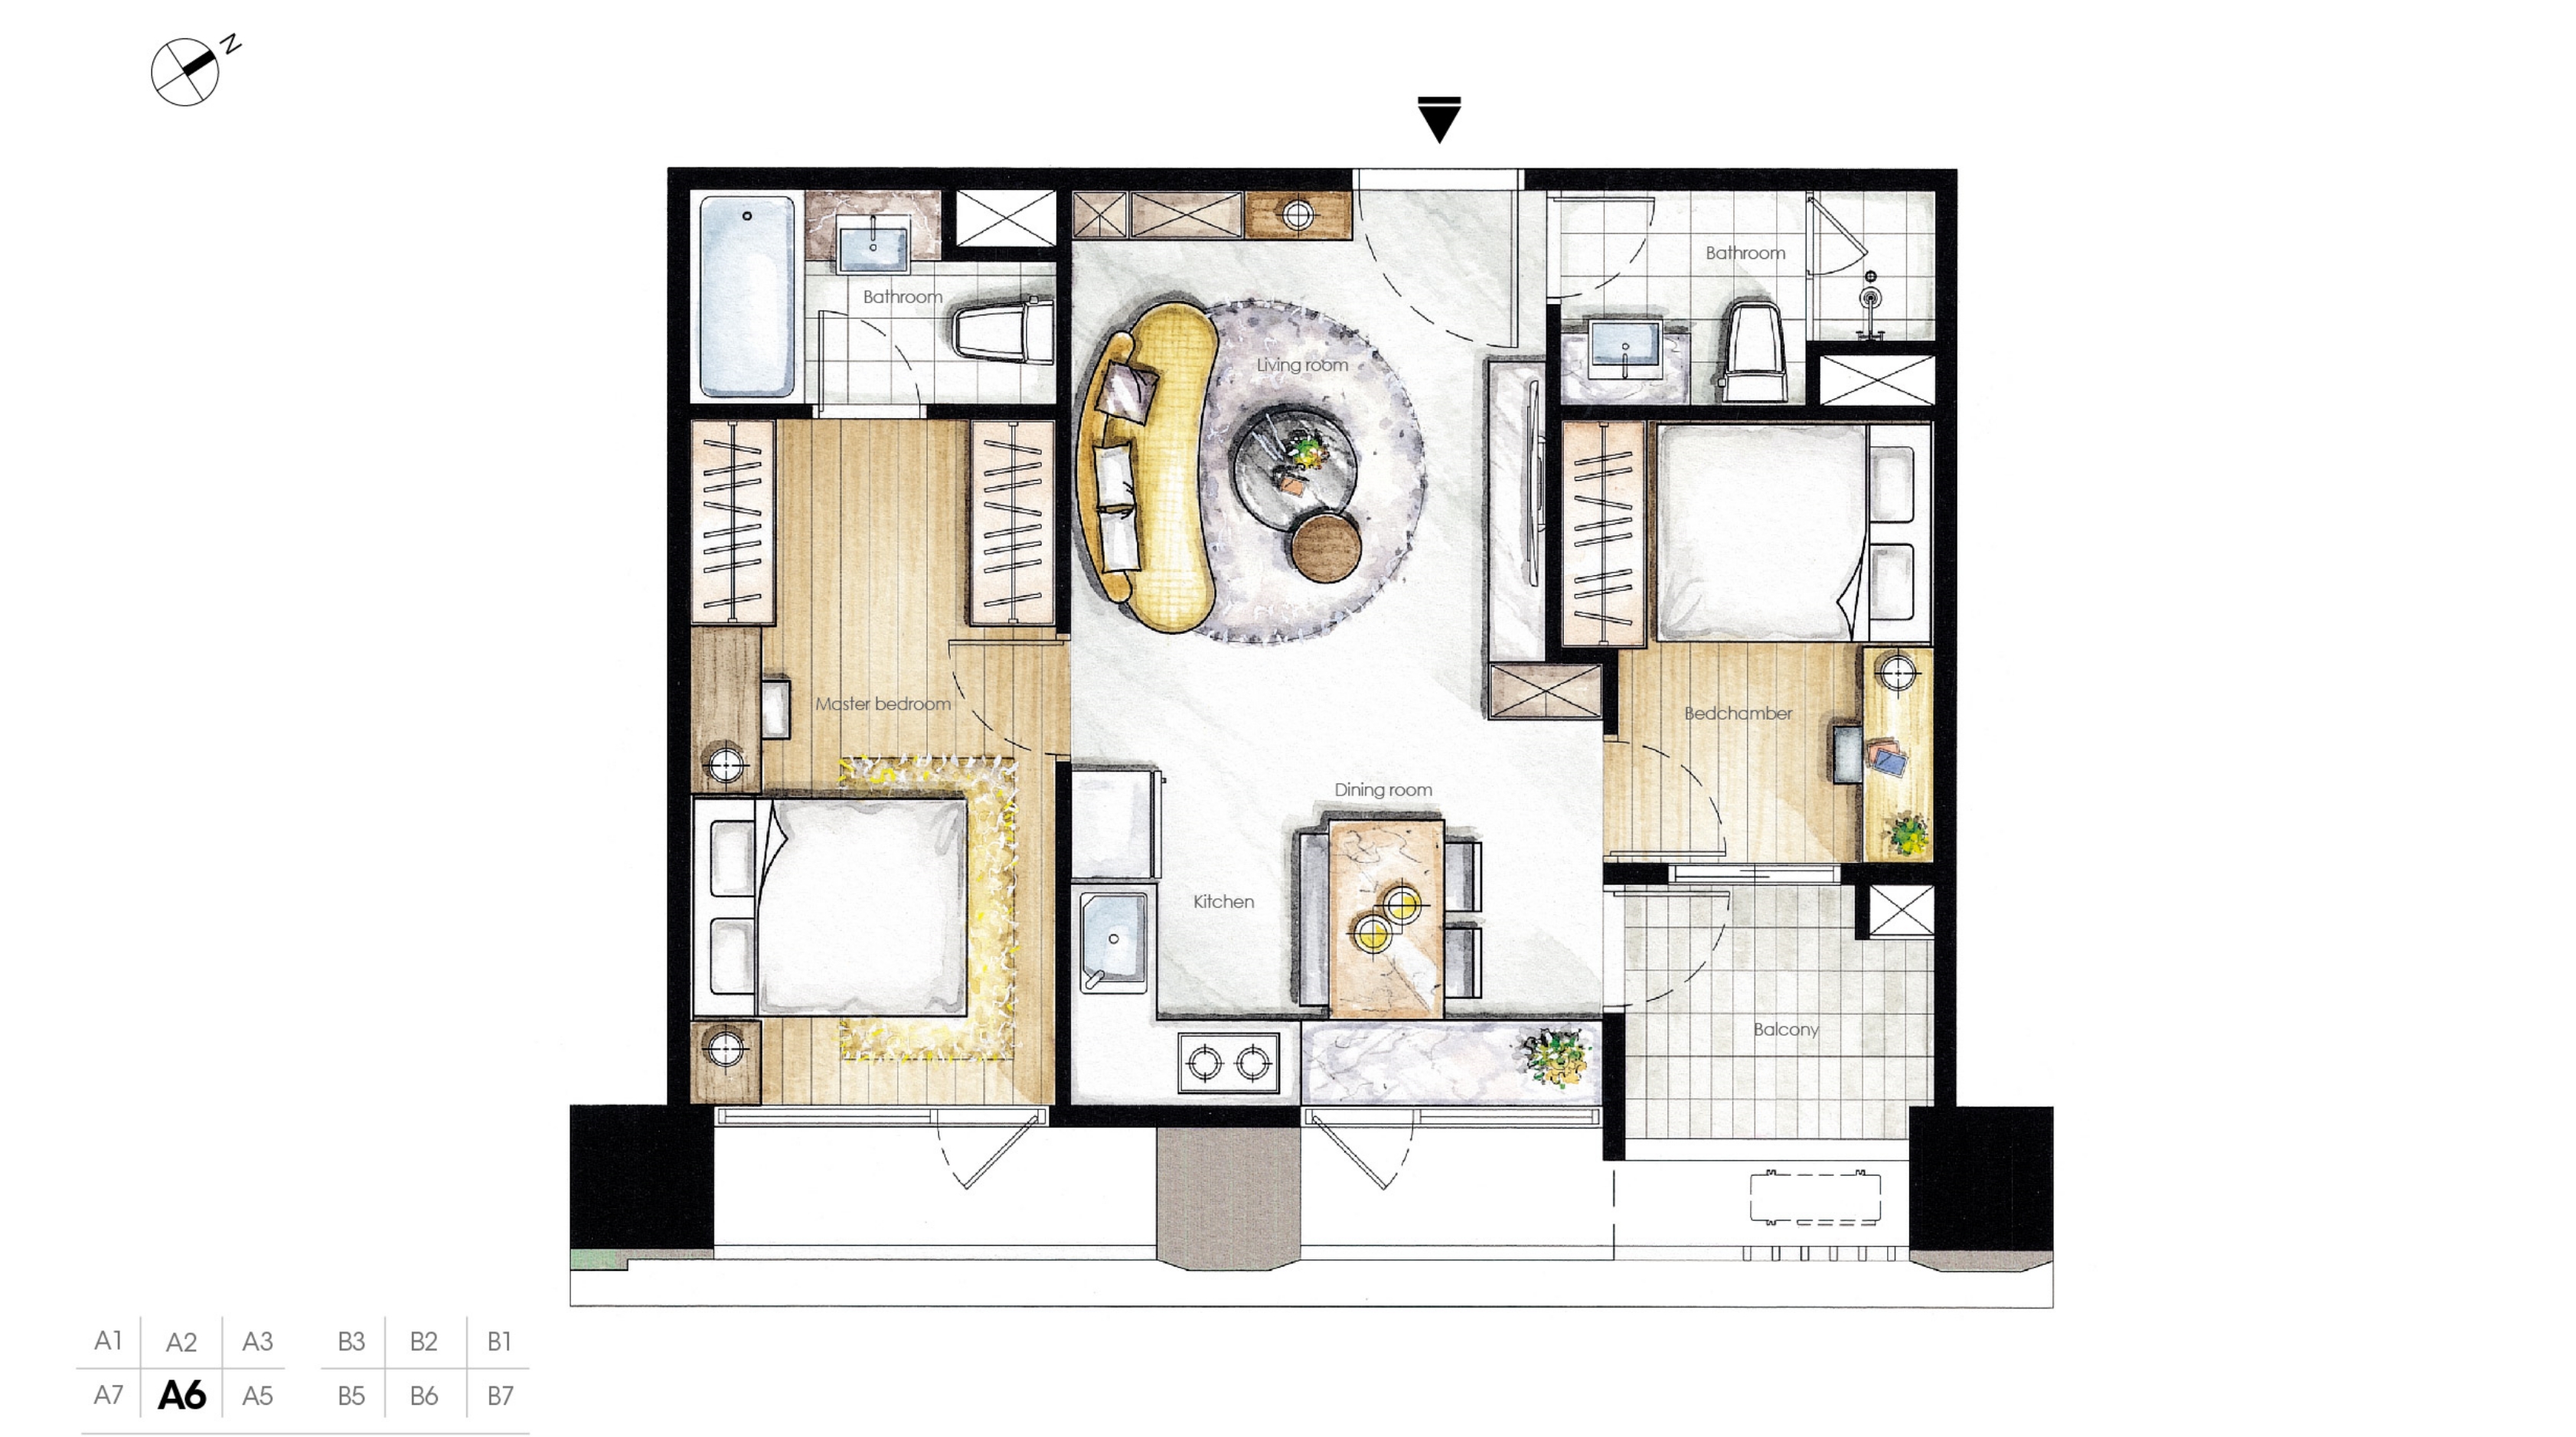 N
Bathroom
Bathroom
Living room
Master bedroom
Bedchamber
Dining room
Kitchen
Balcony
A1 A2 A3 B3 B2 B1
A7 A6 A5 B5 B6 B7